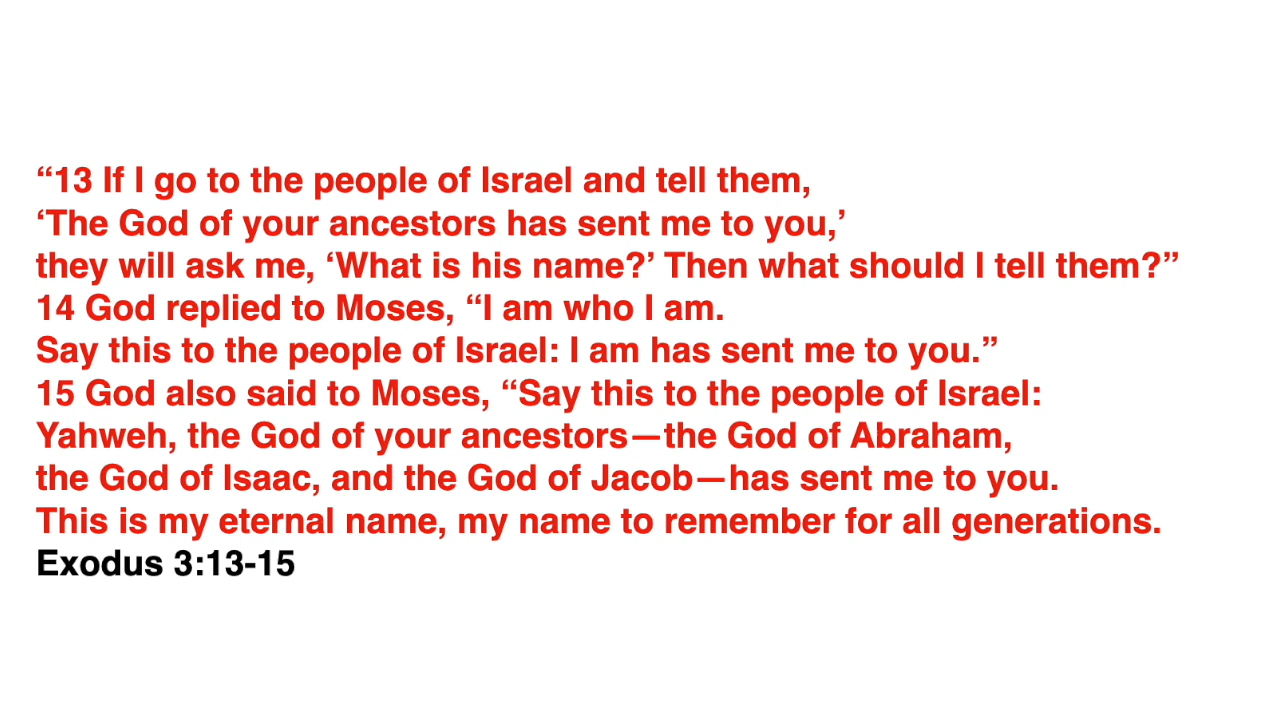 “13 If I go to the people of Israel and tell them,
‘The God of your ancestors has sent me to you,’
they will ask me, ‘What is his name?’ Then what should I tell them?”
14 God replied to Moses, “I am who I am.
Say this to the people of Israel: I am has sent me to you.”
15 God also said to Moses, “Say this to the people of Israel:
Yahweh, the God of your ancestors—the God of Abraham,
the God of Isaac, and the God of Jacob—has sent me to you.
This is my eternal name, my name to remember for all generations.
Exodus 3:13-15